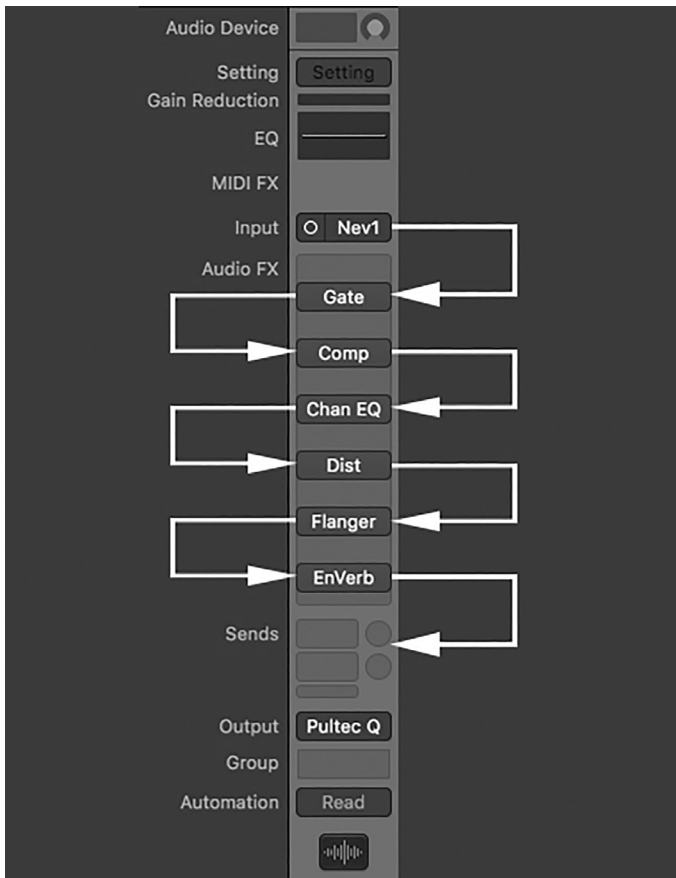 Audio Device
Setting Setting
Gain Reduction
EQ
MIDI FX
Input Nev1
Audio FX
Gate
Comp
Chan EQ
Dist
Flanger
EnVerb
Sends
Output Pultec Q
Group
Automation Read